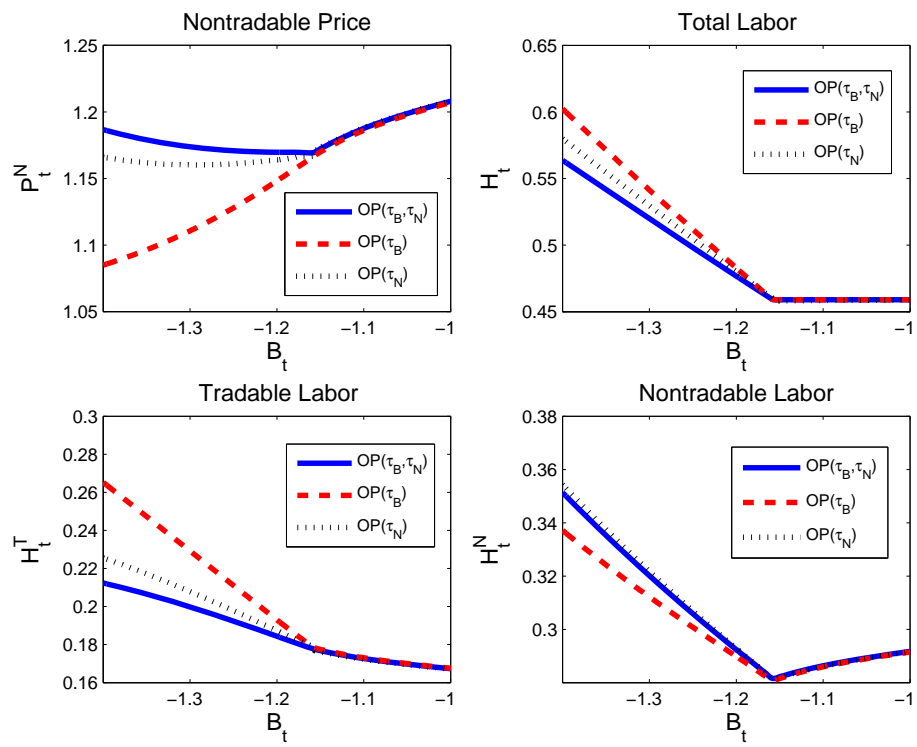 Nontradable Price
1.25
1.2
1.15
1.1
1.05
P_t^N
−1.3 −1.2 −1.1 −1
B_t
OP(τ_B,τ_N)
OP(τ_B)
OP(τ_N)
Total Labor
0.65
0.6
0.55
0.5
0.45
H_t
−1.3 −1.2 −1.1 −1
B_t
OP(τ_B,τ_N)
OP(τ_B)
OP(τ_N)
Tradable Labor
0.3
0.28
0.26
0.24
0.22
0.2
0.18
0.16
H_t^T
−1.3 −1.2 −1.1 −1
B_t
OP(τ_B,τ_N)
OP(τ_B)
OP(τ_N)
Nontradable Labor
0.38
0.36
0.34
0.32
0.3
H_t^N
−1.3 −1.2 −1.1 −1
B_t
OP(τ_B,τ_N)
OP(τ_B)
OP(τ_N)